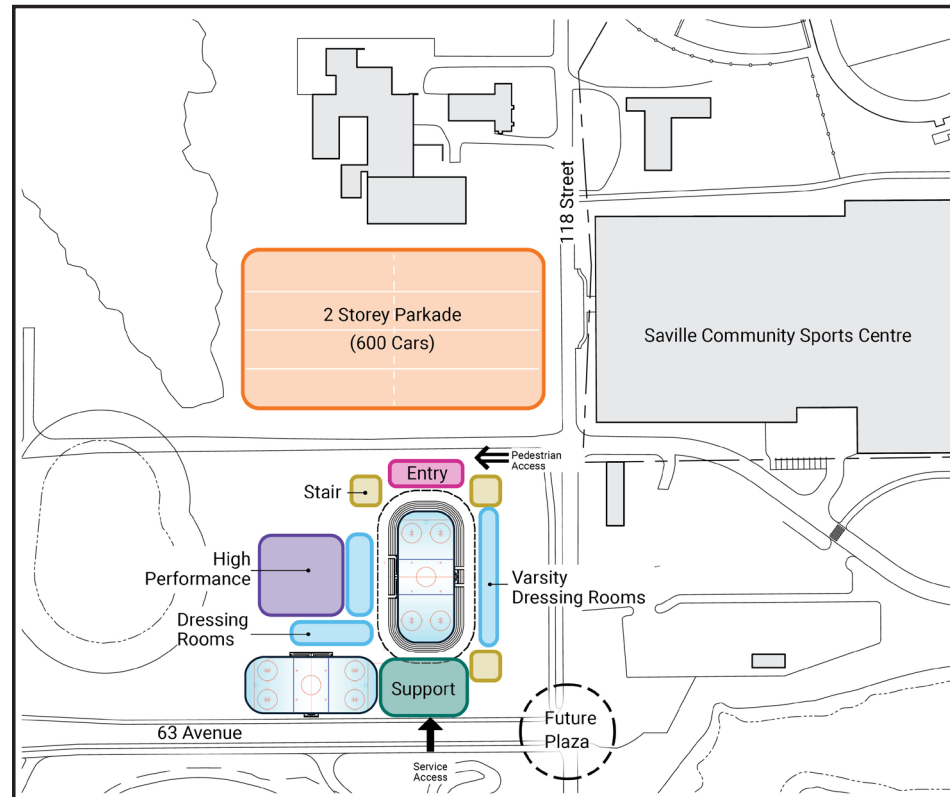 118 Street
2 Storey Parkade
(600 Cars)
Saville Community Sports Centre
Pedestrian
Access
Entry
Stair
High
Performance
Varsity
Dressing Rooms
Dressing
Rooms
Support
Future
Plaza
63 Avenue
Service
Access